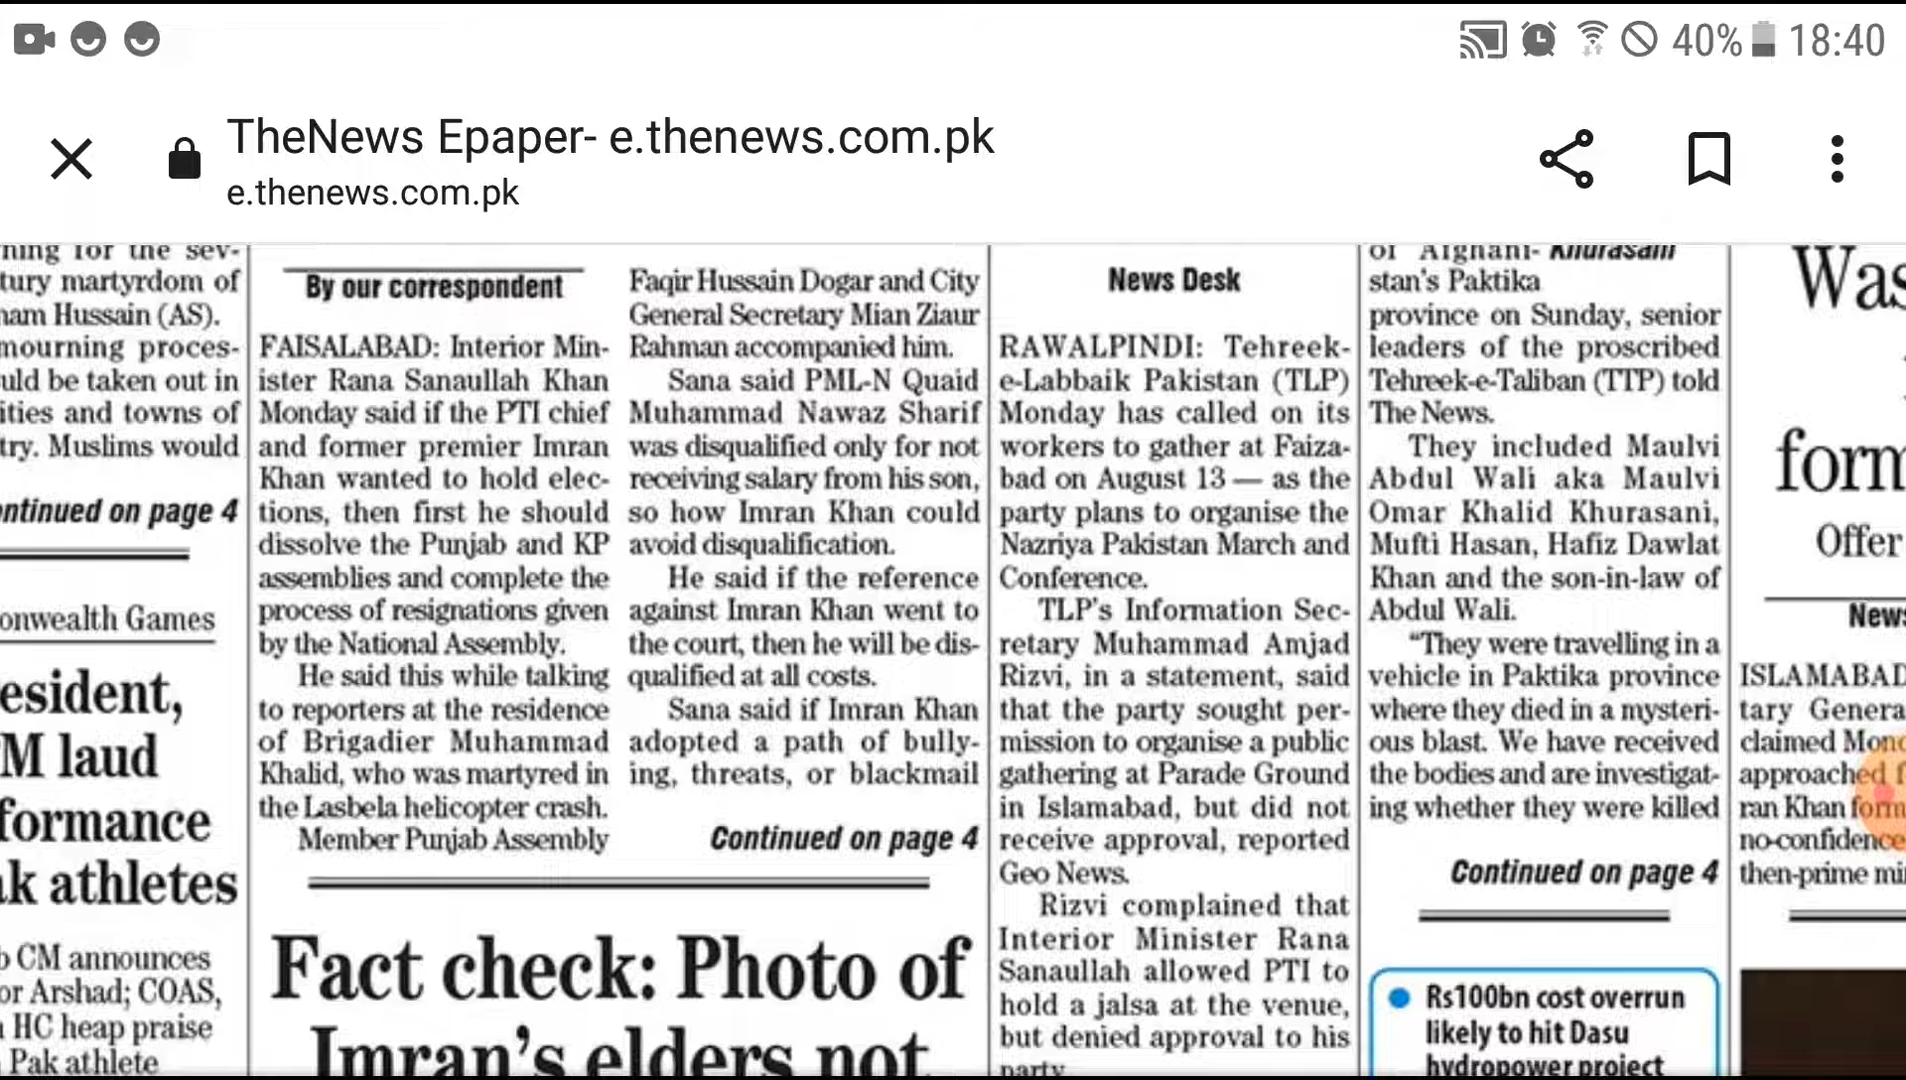 40% 18:40
TheNews Epaper- e.thenews.com.pk
e.thenews.com.pk
for the sev-
martyrdom of
Hussain (AS).
mourning proces-
be taken out in
and towns of
Muslims would
on page 4
Games
laud
athletes
CM announces
Arshad; COAS,
HC heap praise
Pak athlete
By our correspondent
FAISALABAD: Interior Min-
ister Rana Sanaullah Khan
Monday said if the PTI chief
and former premier Imran
Khan wanted to hold elec-
tions, then first he should
dissolve the Punjab and KP
assemblies and complete the
process of resignations given
by the National Assembly.
He said this while talking
to reporters at the residence
of Brigadier Muhammad
Khalid, who was martyred in
the Lasbela helicopter crash.
Member Punjab Assembly
Faqir Hussain Dogar and City
General Secretary Mian Ziaur
Rahman accompanied him.
Sana said PML-N Quaid
Muhammad Nawaz Sharif
was disqualified only for not
receiving salary from his son,
so how Imran Khan could
avoid disqualification.
He said if the reference
against Imran Khan went to
the court, then he will be dis-
qualified at all costs.
Sana said if Imran Khan
adopted a path of bully-
ing, threats, or blackmail
Continued on page 4
Fact check: Photo of
Imran's elders not
News Desk
RAWALPINDI: Tehreek-
e-Labbaik Pakistan (TLP)
Monday has called on its
workers to gather at Faiza-
bad on August 13 — as the
party plans to organise the
Nazriya Pakistan March and
Conference.
TLP's Information Sec-
retary Muhammad Amjad
Rizvi, in a statement, said
that the party sought per-
mission to organise a public
gathering at Parade Ground
in Islamabad, but did not
receive approval, reported
Geo News.
Rizvi complained that
Interior Minister Rana
Sanaullah allowed PTI to
hold a jalsa at the venue,
but denied approval to his
party
of Afghani- Khurasani
stan's Paktika
province on Sunday, senior
leaders of the proscribed
Tehreek-e-Taliban (TTP) told
The News.
They included Maulvi
Abdul Wali aka Maulvi
Omar Khalid Khurasani,
Mufti Hasan, Hafiz Dawlat
Khan and the son-in-law of
Abdul Wali.
“They were travelling in a
vehicle in Paktika province
where they died in a mysteri-
ous blast. We have received
the bodies and are investigat-
ing whether they were killed
Continued on page 4
Rs100bn cost overrun
likely to hit Dasu
hydropower project
Offer
ISLAMABAD
tary
claimed
approached
ran Khan
no-confidence
then-prime